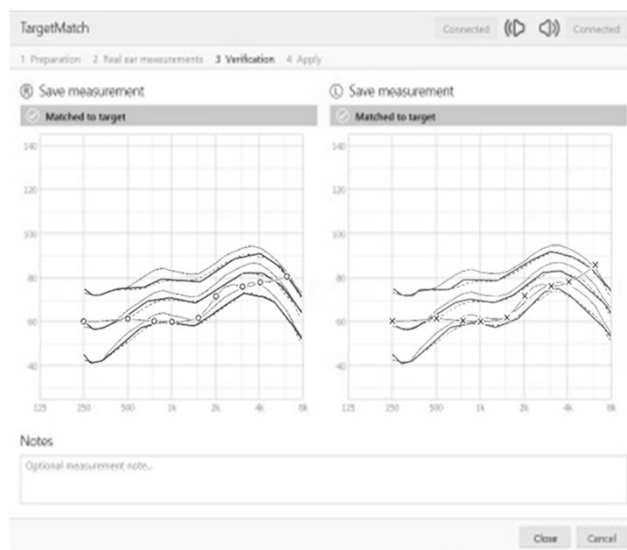 TargetMatch
Connected Connected
1 Preparation 2 Real ear measurements 3 Verification 4 Apply
R Save measurement L Save measurement
Matched to target Matched to target
140 140
120 120
100 100
80 80
60 60
40 40
125 250 500 1k 2k 4k 8k 125 250 500 1k 2k 4k 8k
Notes
Optional measurement note...
Close Cancel